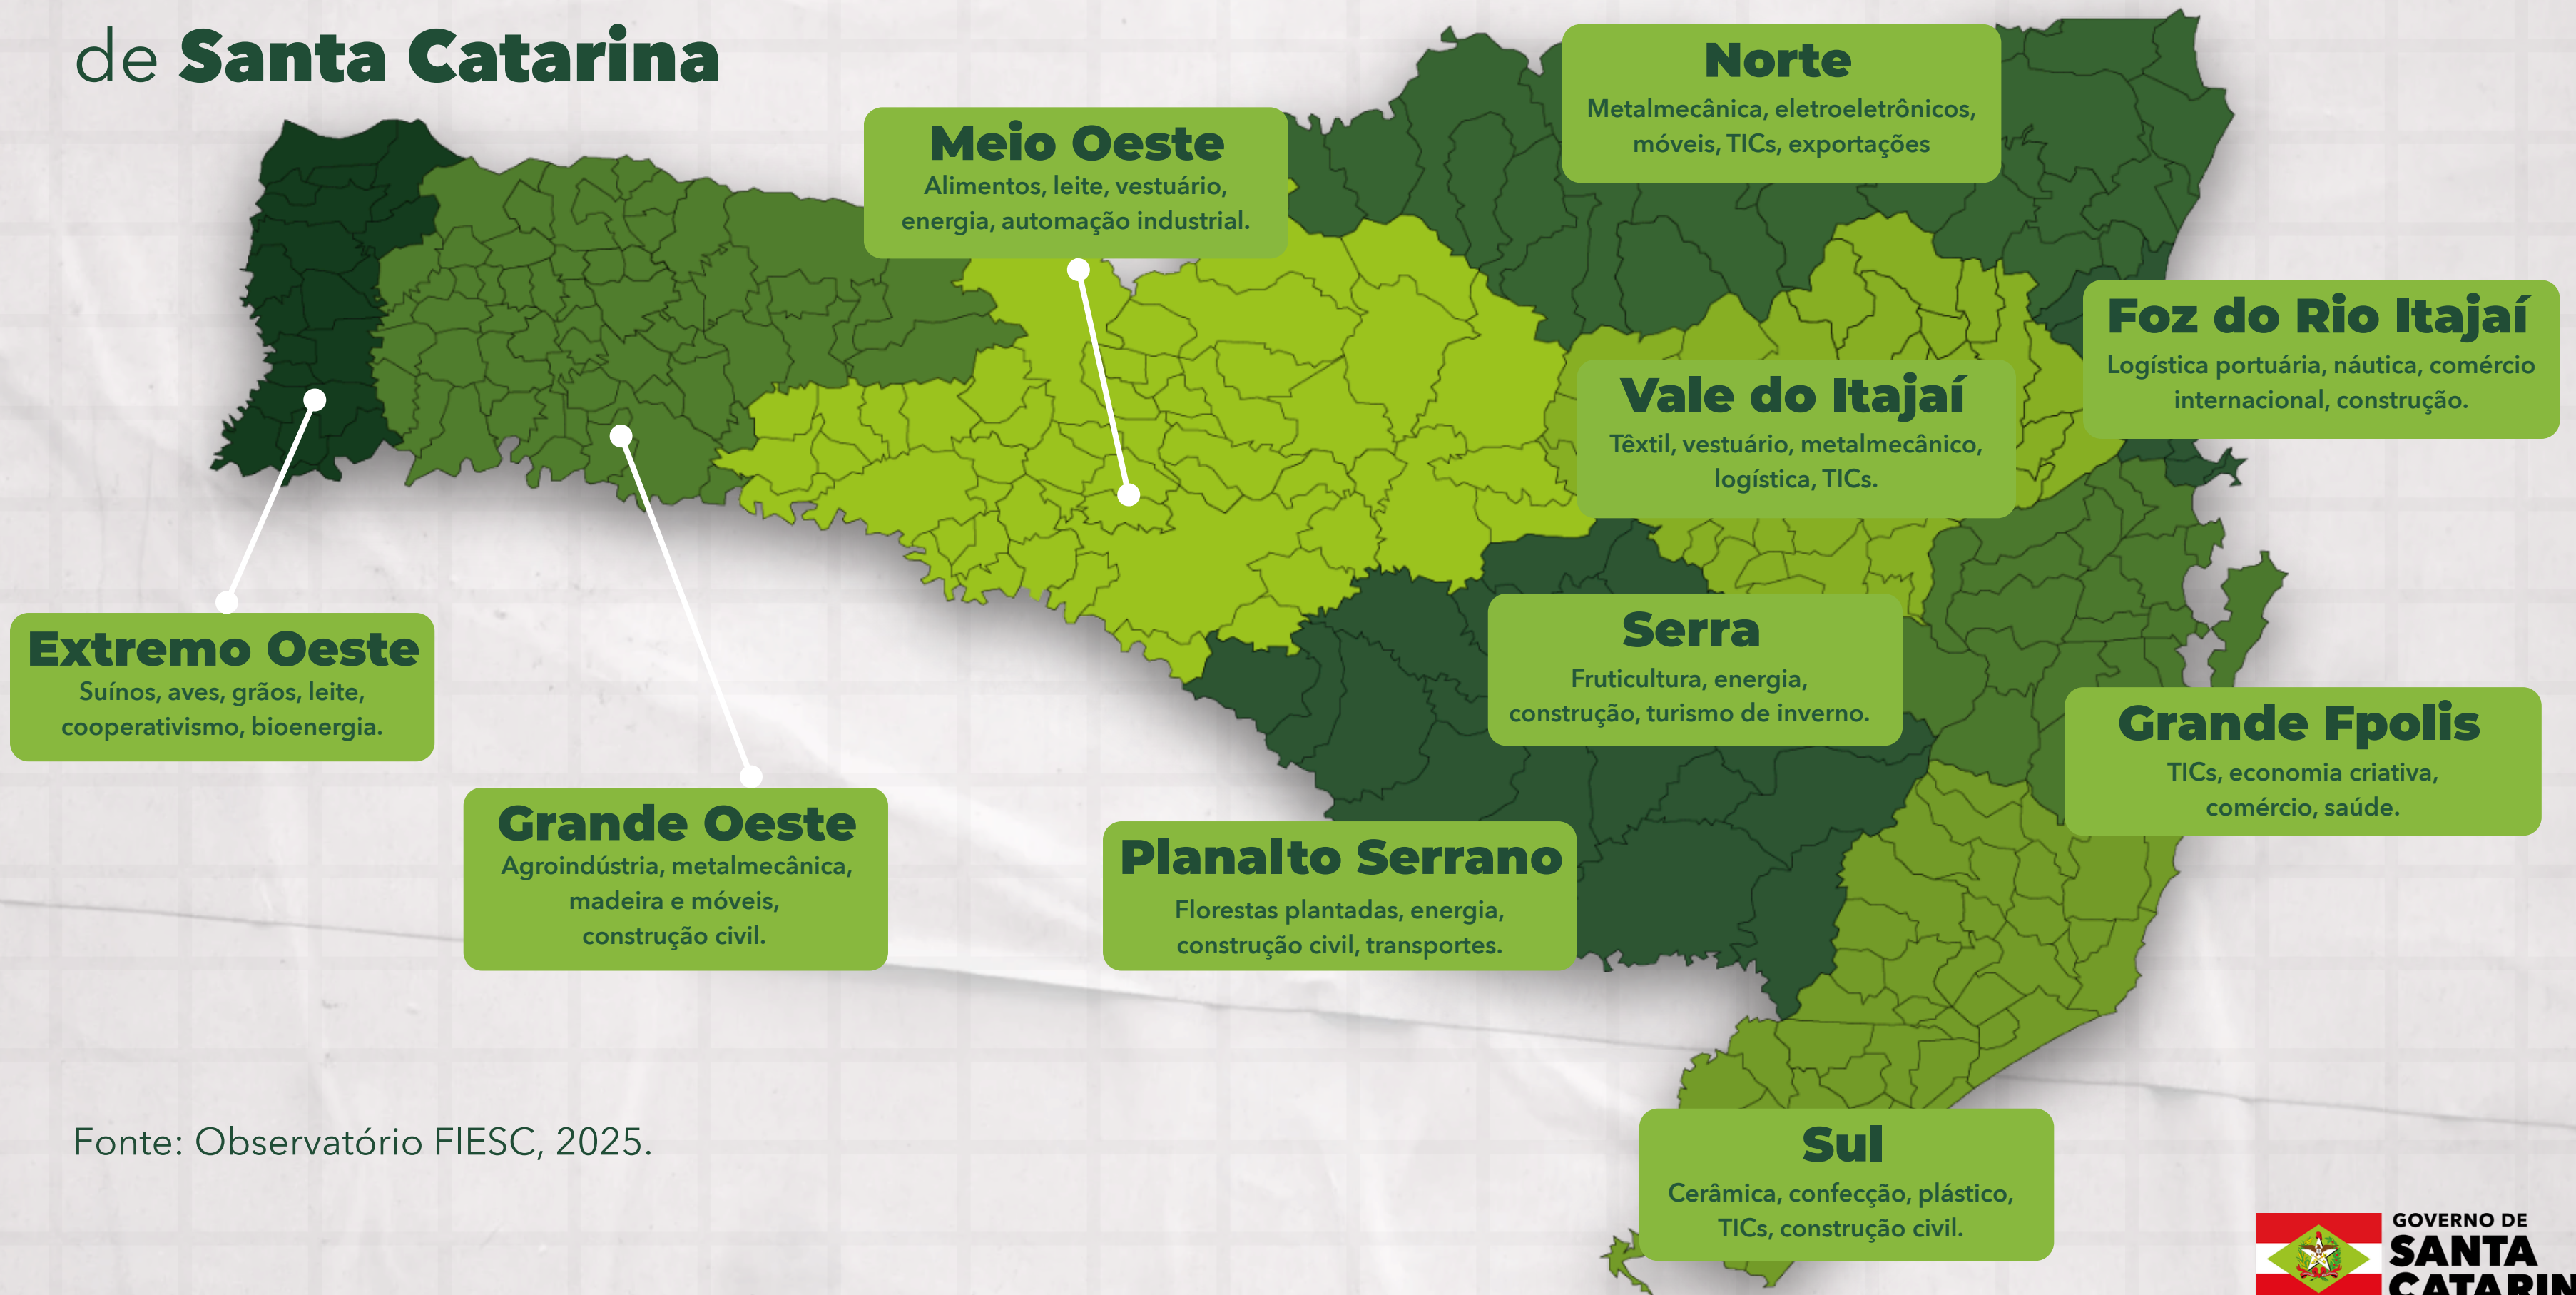 de Santa Catarina
Norte
Metalmecânica, eletroeletrônicos,
móveis, TICs, exportações
Meio Oeste
Alimentos, leite, vestuário,
energia, automação industrial.
Foz do Rio Itajaí
Logística portuária, náutica, comércio
internacional, construção.
Vale do Itajaí
Têxtil, vestuário, metalmecânico,
logística, TICs.
Extremo Oeste
Suínos, aves, grãos, leite,
cooperativismo, bioenergia.
Serra
Fruticultura, energia,
construção, turismo de inverno.
Grande Fpolis
TICs, economia criativa,
comércio, saúde.
Grande Oeste
Agroindústria, metalmecânica,
madeira e móveis,
construção civil.
Planalto Serrano
Florestas plantadas, energia,
construção civil, transportes.
Sul
Cerâmica, confecção, plástico,
TICs, construção civil.
Fonte: Observatório FIESC, 2025.
GOVERNO DE
SANTA
CATARIN